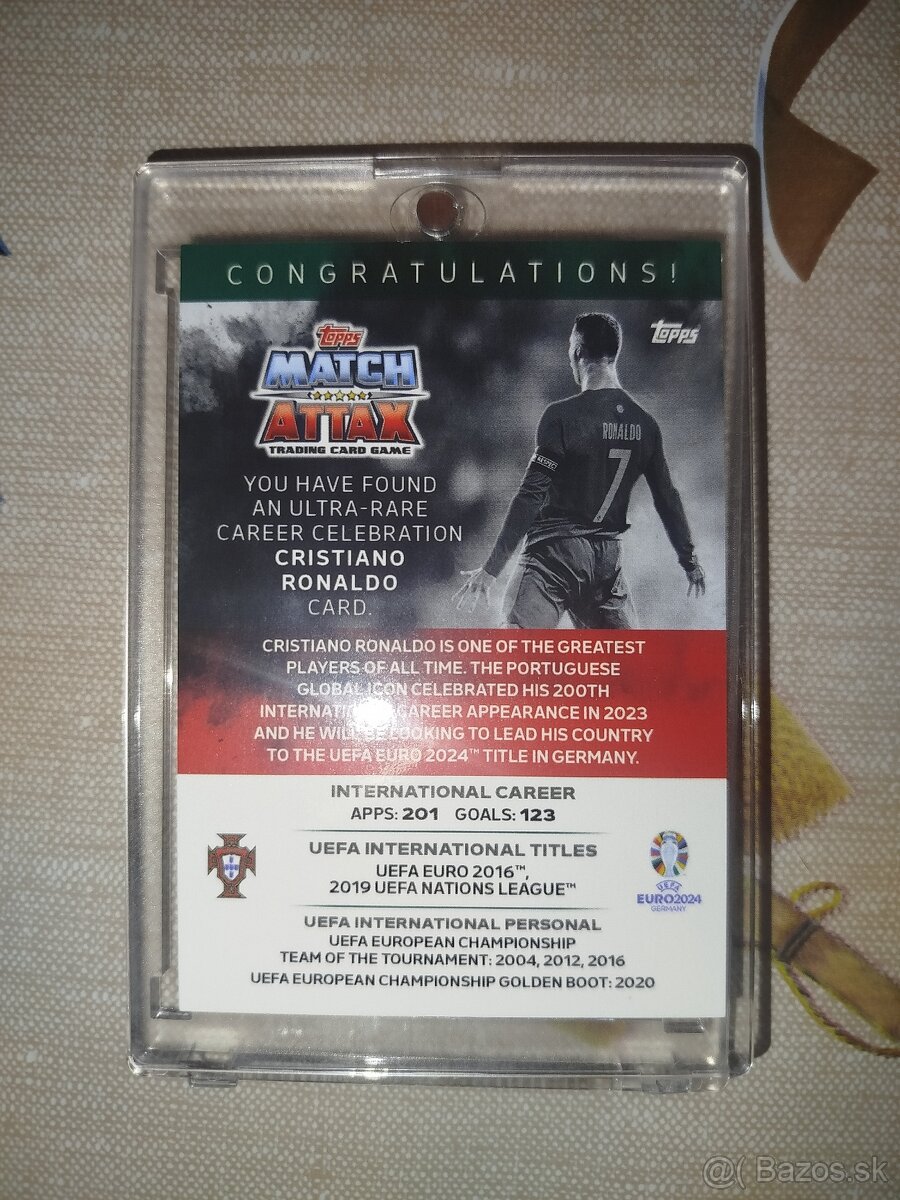 CONGRATULATIONS!
topps
MATCH
ATTAX
TRADING CARD GAME
topps
RONALDO
7
RESPECT
YOU HAVE FOUND
AN ULTRA-RARE
CAREER CELEBRATION
CRISTIANO
RONALDO
CARD.
CRISTIANO RONALDO IS ONE OF THE GREATEST
PLAYERS OF ALL TIME. THE PORTUGUESE
GLOBAL ICON CELEBRATED HIS 200TH
INTERNATIONAL CAREER APPEARANCE IN 2023
AND HE WILL BE LOOKING TO LEAD HIS COUNTRY
TO THE UEFA EURO 2024™ TITLE IN GERMANY.
INTERNATIONAL CAREER
APPS: 201 GOALS: 123
UEFA INTERNATIONAL TITLES
UEFA EURO 2016™,
2019 UEFA NATIONS LEAGUE™
UEFA
EURO2024
GERMANY
UEFA INTERNATIONAL PERSONAL
UEFA EUROPEAN CHAMPIONSHIP
TEAM OF THE TOURNAMENT: 2004, 2012, 2016
UEFA EUROPEAN CHAMPIONSHIP GOLDEN BOOT: 2020
@( Bazos.sk